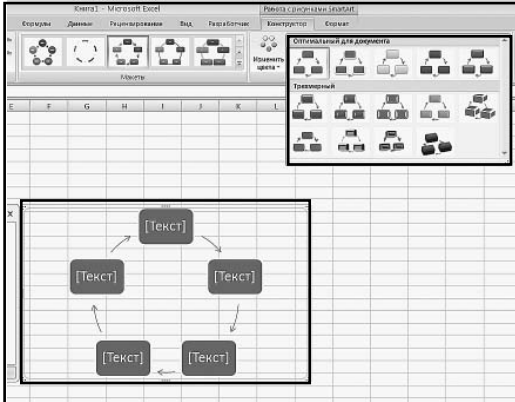 Книга1 - Microsoft Excel
Работа с рисунками SmartArt
Формулы Данные Рецензирование Вид Разработчик Конструктор Формат
Изменить цвета
Макеты
Оптимальный для документа
Трехмерный
E F G H I J K L
[Текст]
[Текст] [Текст]
[Текст] [Текст]